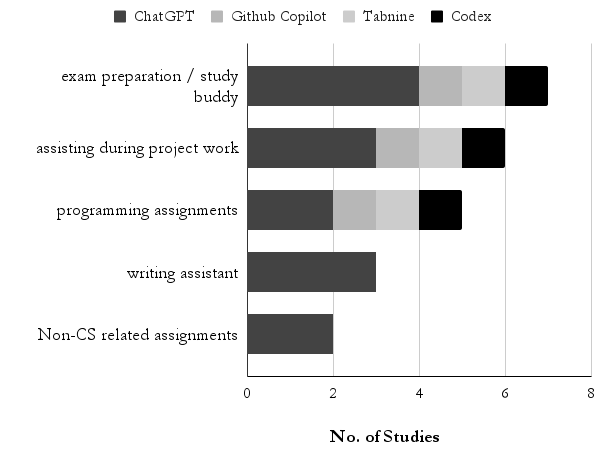 ChatGPT Github Copilot Tabnine Codex
exam preparation / study
buddy
assisting during project work
programming assignments
writing assistant
Non-CS related assignments
0 2 4 6 8
No. of Studies